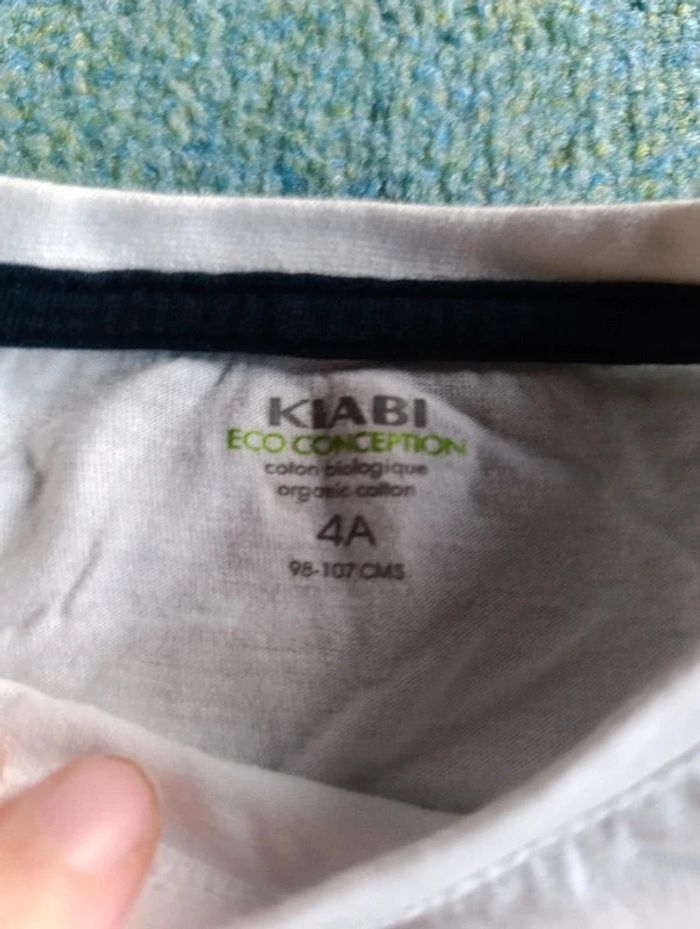 KIABI
ECO CONCEPTION
coton biologique
organic cotton
4A
98-107 CMS